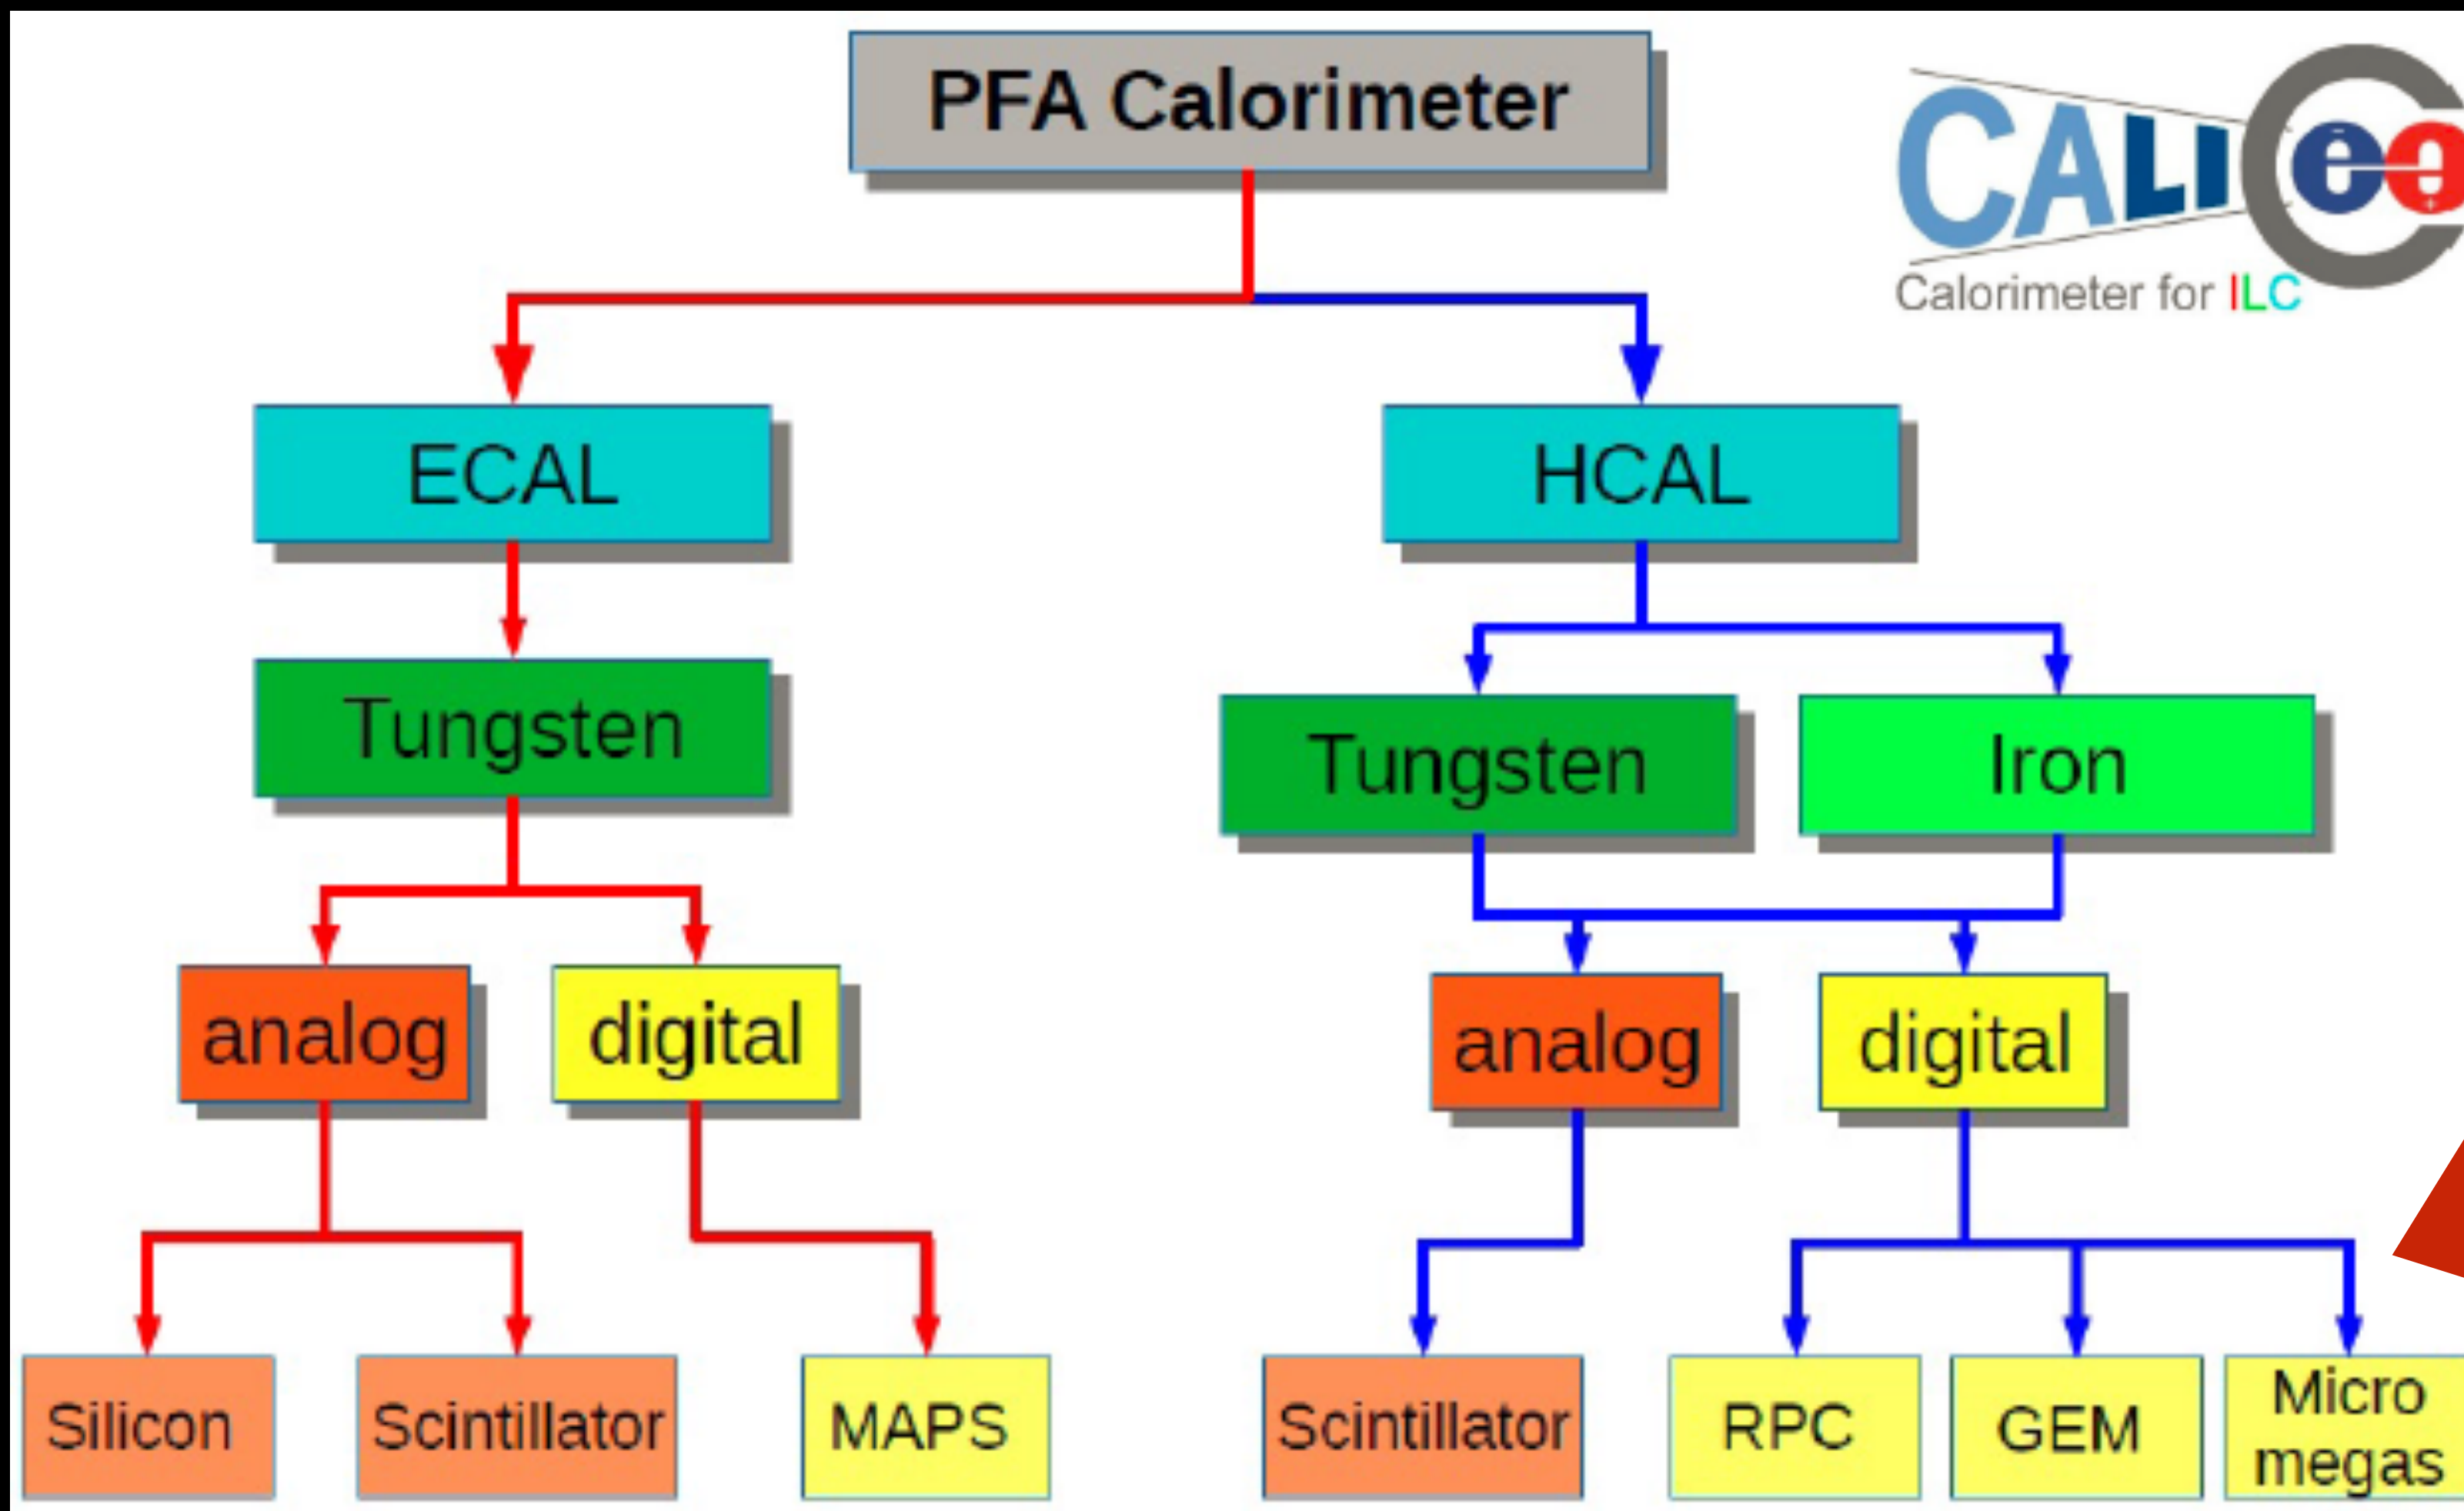 PFA Calorimeter
CALICe
Calorimeter for ILC
ECAL
HCAL
Tungsten
Tungsten
Iron
analog
digital
analog
digital
Silicon
Scintillator
MAPS
Scintillator
RPC
GEM
Micro
megas